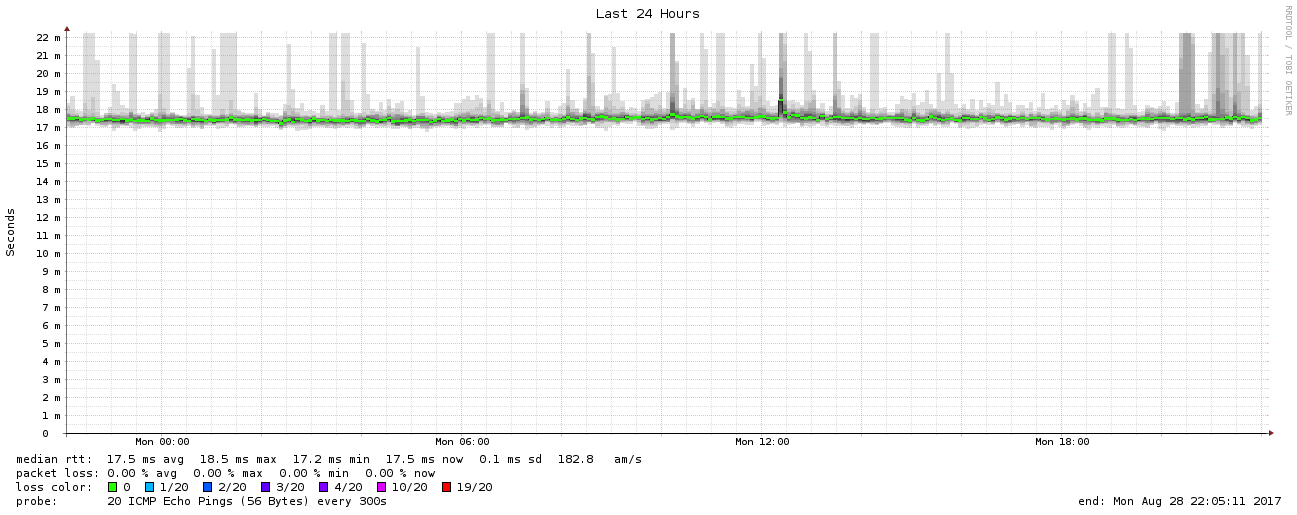 Last 24 Hours
RRDTOOL / TOBI OETIKER
Seconds
22 m
21 m
20 m
19 m
18 m
17 m
16 m
15 m
14 m
13 m
12 m
11 m
10 m
9 m
8 m
7 m
6 m
5 m
4 m
3 m
2 m
1 m
0
Mon 00:00 Mon 06:00 Mon 12:00 Mon 18:00
median rtt: 17.5 ms avg 18.5 ms max 17.2 ms min 17.5 ms now 0.1 ms sd 182.8 am/s
packet loss: 0.00 % avg 0.00 % max 0.00 % min 0.00 % now
loss color: 0 1/20 2/20 3/20 4/20 10/20 19/20
probe: 20 ICMP Echo Pings (56 Bytes) every 300s end: Mon Aug 28 22:05:11 2017